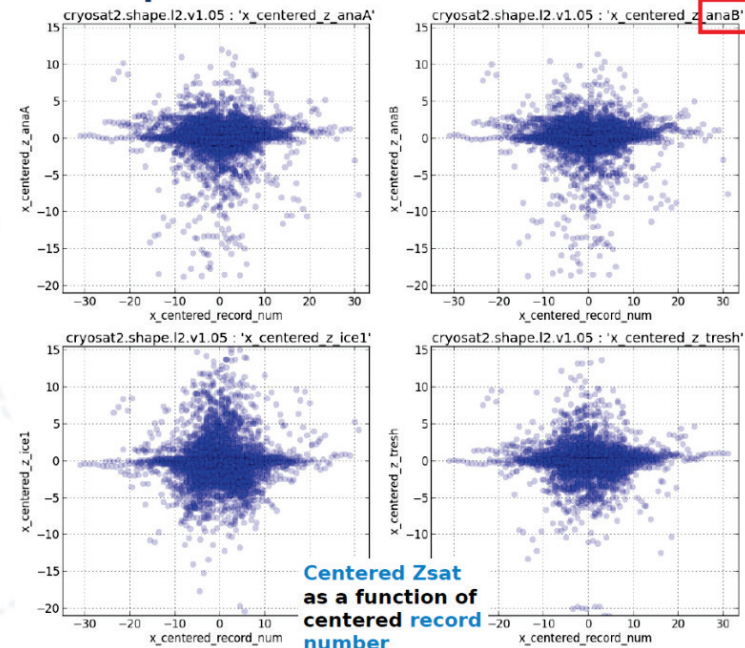 cryosat2.shape.l2.v1.05 : 'x_centered_z_anaA'
15
10
5
0
−5
−10
−15
−20
x_centered_z_anaA
−30 −20 −10 0 10 20 30
x_centered_record_num
cryosat2.shape.l2.v1.05 : 'x_centered_z_anaB'
15
10
5
0
−5
−10
−15
−20
x_centered_z_anaB
−30 −20 −10 0 10 20 30
x_centered_record_num
cryosat2.shape.l2.v1.05 : 'x_centered_z_ice1'
15
10
5
0
−5
−10
−15
−20
x_centered_z_ice1
−30 −20 −10 0 10
x_centered_record_num
cryosat2.shape.l2.v1.05 : 'x_centered_z_tresh'
15
10
5
0
−5
−10
x_centered_z_tresh
−10 0 10 20 30
x_centered_record_num
Centered Zsat
as a function of
centered record
number